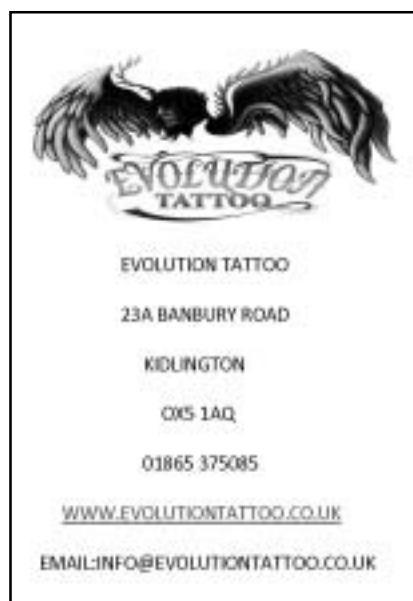 EVOLUTION
TATTOO
EVOLUTION TATTOO
23A BANBURY ROAD
KIDLINGTON
OX5 1AQ
01865 375085
WWW.EVOLUTIONTATTOO.CO.UK
EMAIL:INFO@EVOLUTIONTATTOO.CO.UK